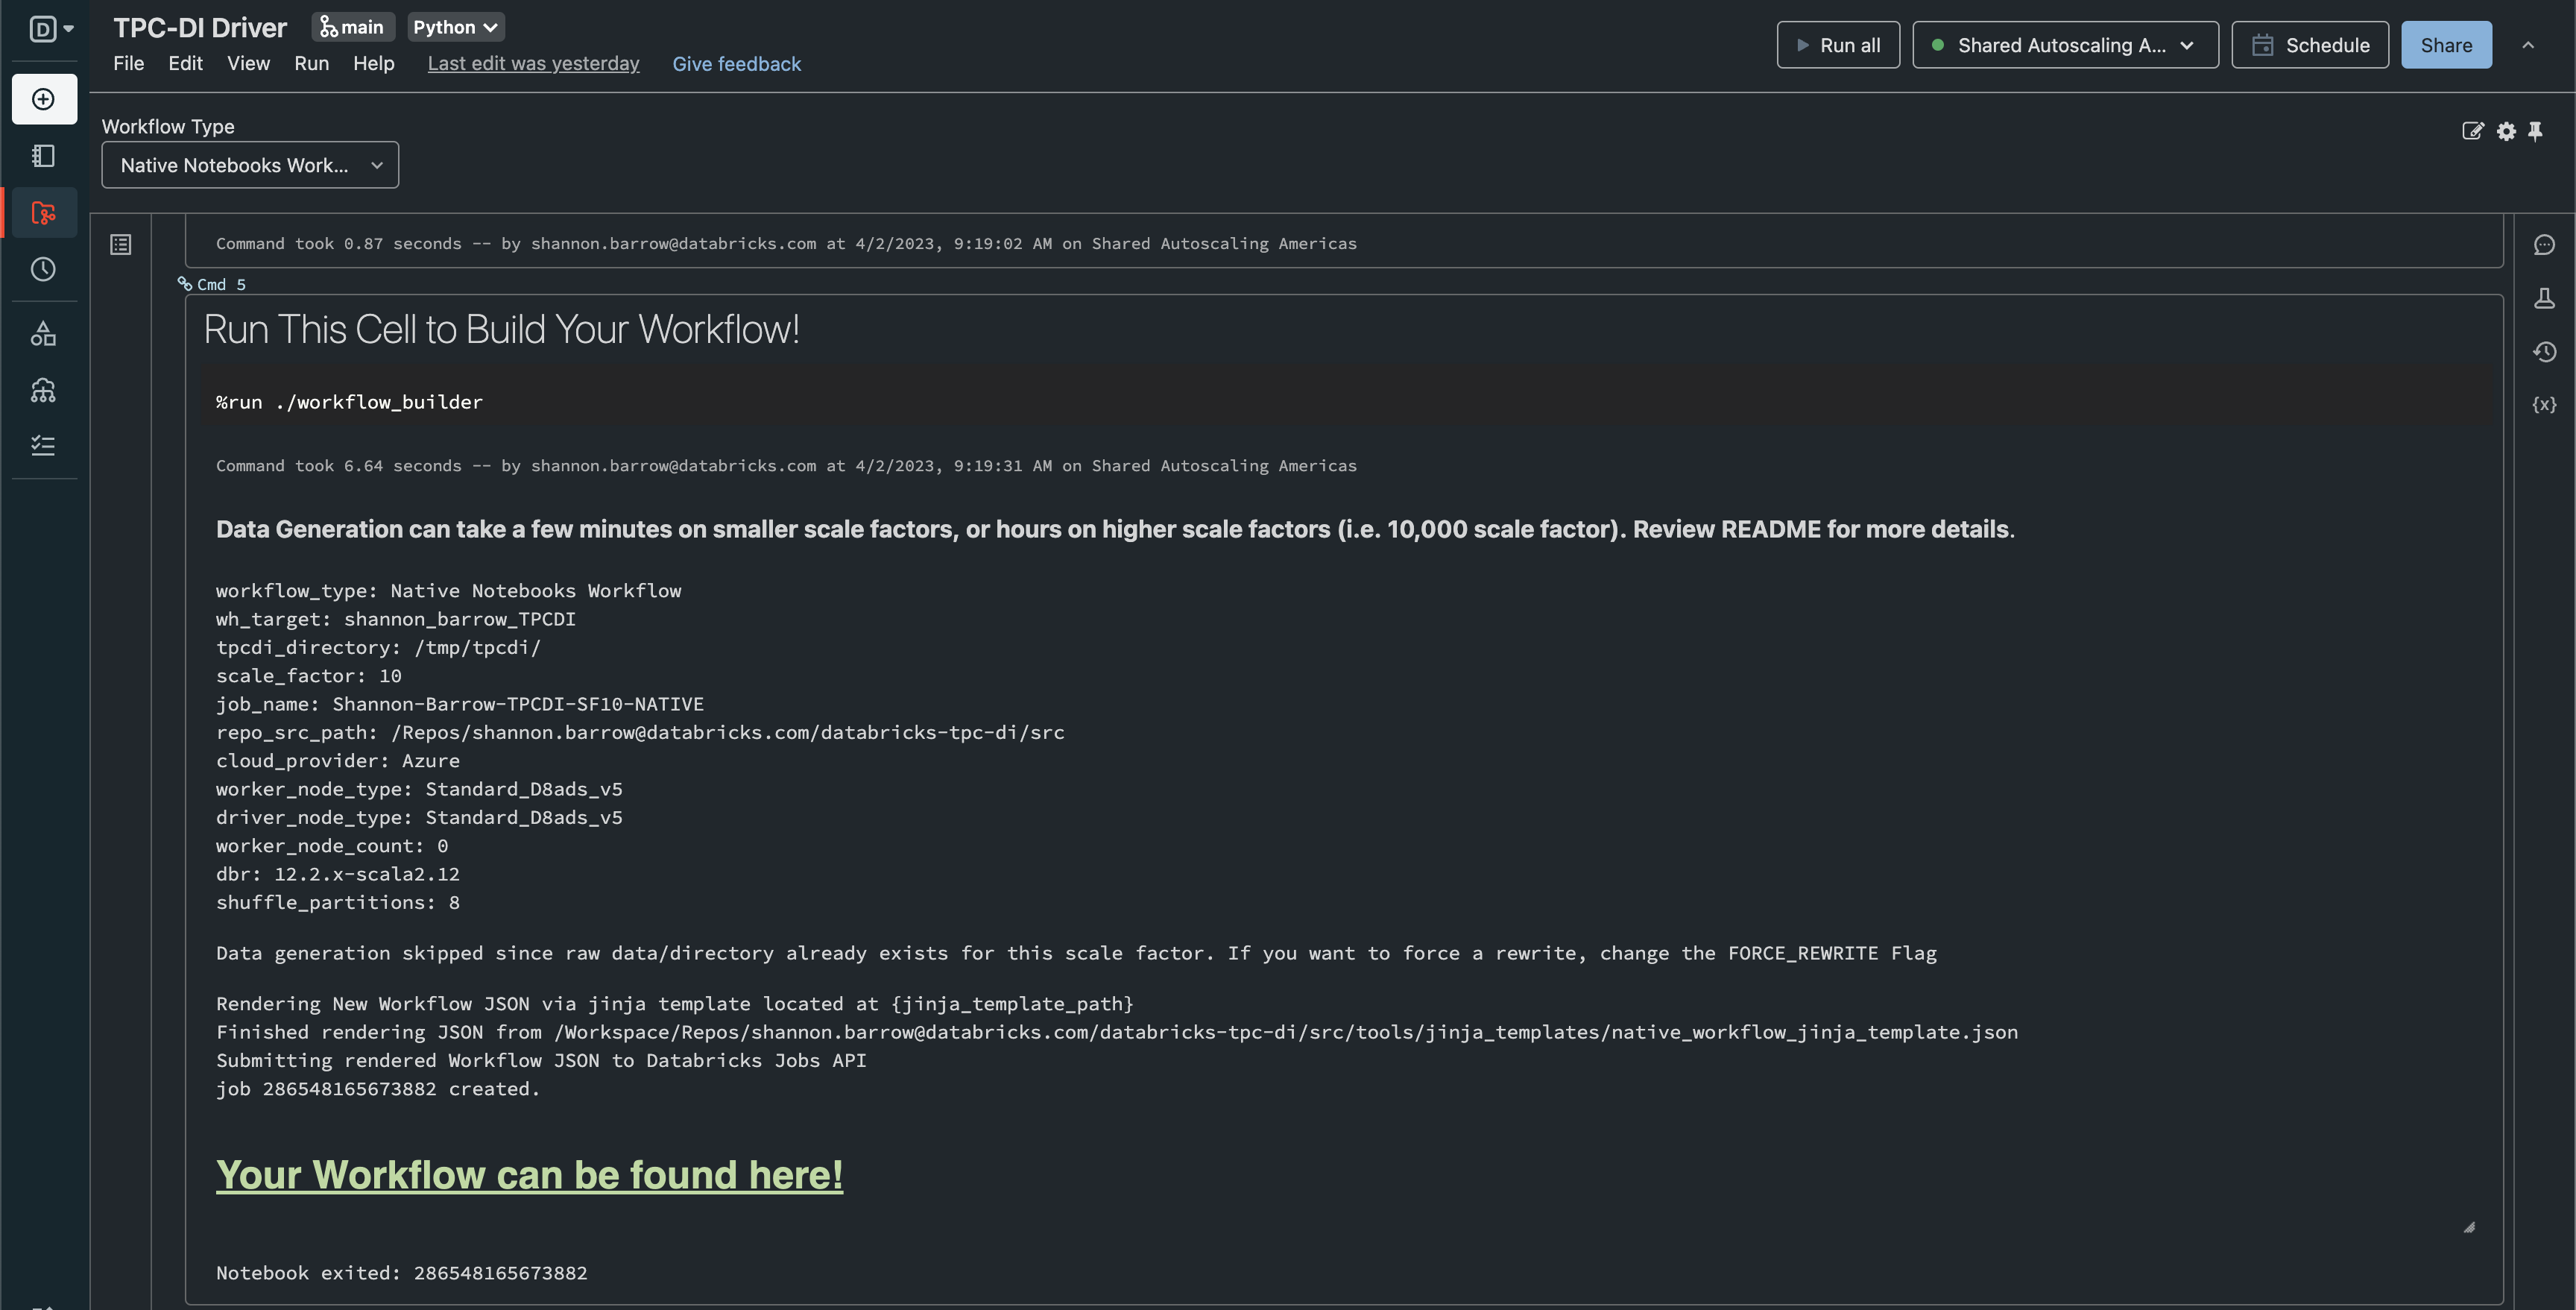 D
TPC-DI Driver main Python
File Edit View Run Help Last edit was yesterday Give feedback
Run all Shared Autoscaling A... Schedule Share
Workflow Type
Native Notebooks Work...
Command took 0.87 seconds -- by shannon.barrow@databricks.com at 4/2/2023, 9:19:02 AM on Shared Autoscaling Americas
Cmd 5
Run This Cell to Build Your Workflow!
%run ./workflow_builder
Command took 6.64 seconds -- by shannon.barrow@databricks.com at 4/2/2023, 9:19:31 AM on Shared Autoscaling Americas
Data Generation can take a few minutes on smaller scale factors, or hours on higher scale factors (i.e. 10,000 scale factor). Review README for more details.
workflow_type: Native Notebooks Workflow
wh_target: shannon_barrow_TPCDI
tpcdi_directory: /tmp/tpcdi/
scale_factor: 10
job_name: Shannon-Barrow-TPCDI-SF10-NATIVE
repo_src_path: /Repos/shannon.barrow@databricks.com/databricks-tpc-di/src
cloud_provider: Azure
worker_node_type: Standard_D8ads_v5
driver_node_type: Standard_D8ads_v5
worker_node_count: 0
dbr: 12.2.x-scala2.12
shuffle_partitions: 8
Data generation skipped since raw data/directory already exists for this scale factor. If you want to force a rewrite, change the FORCE_REWRITE Flag
Rendering New Workflow JSON via jinja template located at {jinja_template_path}
Finished rendering JSON from /Workspace/Repos/shannon.barrow@databricks.com/databricks-tpc-di/src/tools/jinja_templates/native_workflow_jinja_template.json
Submitting rendered Workflow JSON to Databricks Jobs API
job 286548165673882 created.
Your Workflow can be found here!
Notebook exited: 286548165673882
{x}